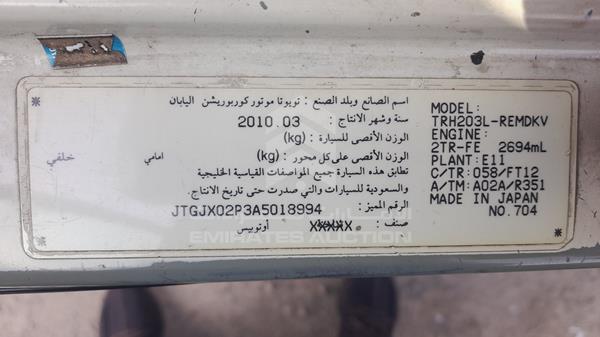 اسم الصانع وبلد الصنع : تويوتا موتور كوربوريشن اليابان
سنة وشهر الانتاج : 2010.03
الوزن الأقصى للسيارة : (kg)
الوزن الأقصى على كل محور : (kg) امامي خلفي
تطابق هذه السيارة جميع المواصفات القياسية الخليجية
والسعودية للسيارات والتي صدرت حتى تاريخ الانتاج.
الرقم المميز : JTGJX02P3A5018994
صنف : XXXXX أوتوبيس
MODEL:
TRH203L-REMDKV
ENGINE:
2TR-FE 2694mL
PLANT: E11
C/TR: 058/FT12
A/TM: A02A/R351
MADE IN JAPAN
NO. 704
EMIRATES AUCTION